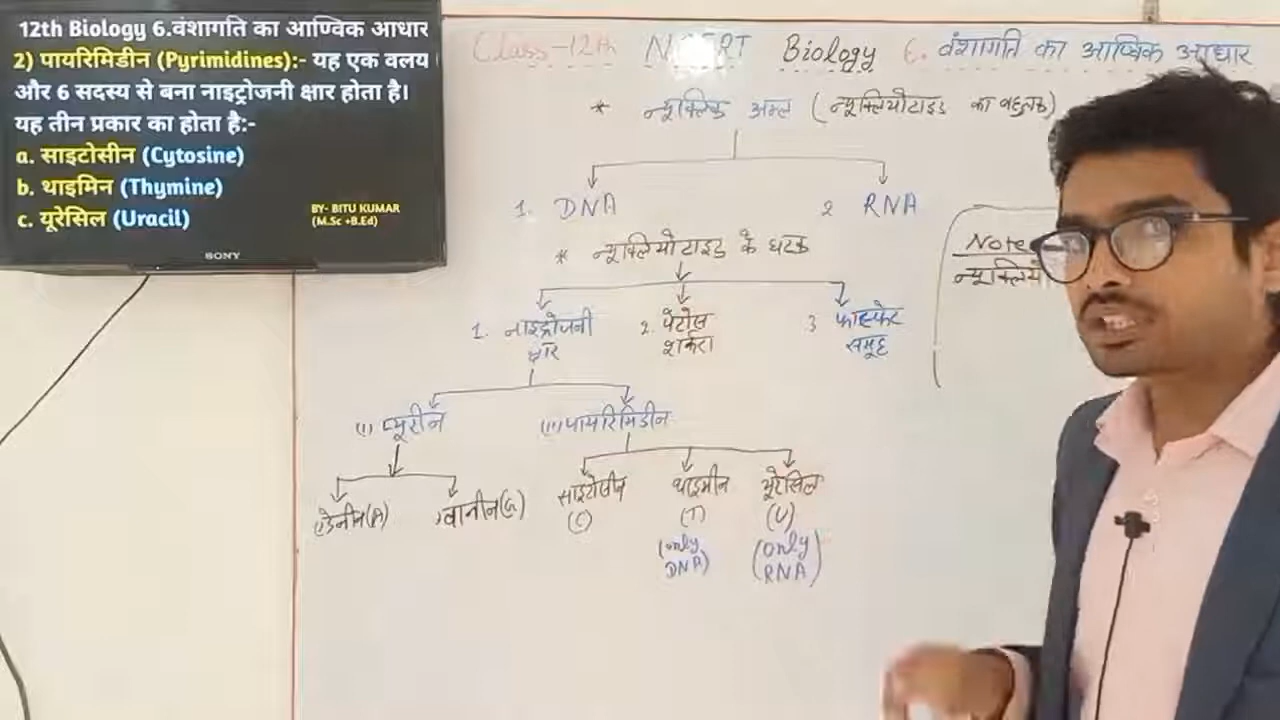 12th Biology 6.वंशागति का आण्विक आधार
2) पायरिमिडीन (Pyrimidines):- यह एक वलय
और 6 सदस्य से बना नाइट्रोजनी क्षार होता है।
यह तीन प्रकार का होता है:-
a. साइटोसीन (Cytosine)
b. थाइमिन (Thymine)
c. यूरेसिल (Uracil)
BY- BITU KUMAR
(M.Sc +B.Ed)
SONY
Class-12th NCERT Biology 6. वंशागति का आण्विक आधार
* न्यूक्लिक अम्ल (न्यूक्लियोटाइड का बहुलक)
1. DNA 2 RNA
* न्यूक्लियोटाइड के घटक
1. नाइट्रोजनी क्षार
2. पेंटोस शर्करा
3 फास्फेट समूह
(i) प्यूरीन (ii) पायरिमिडीन
एडेनीन(A) ग्वानीन(G) साइटोसीन (C) थाइमीन (T) यूरेसिल (U)
(only DNA) (only RNA)
Note